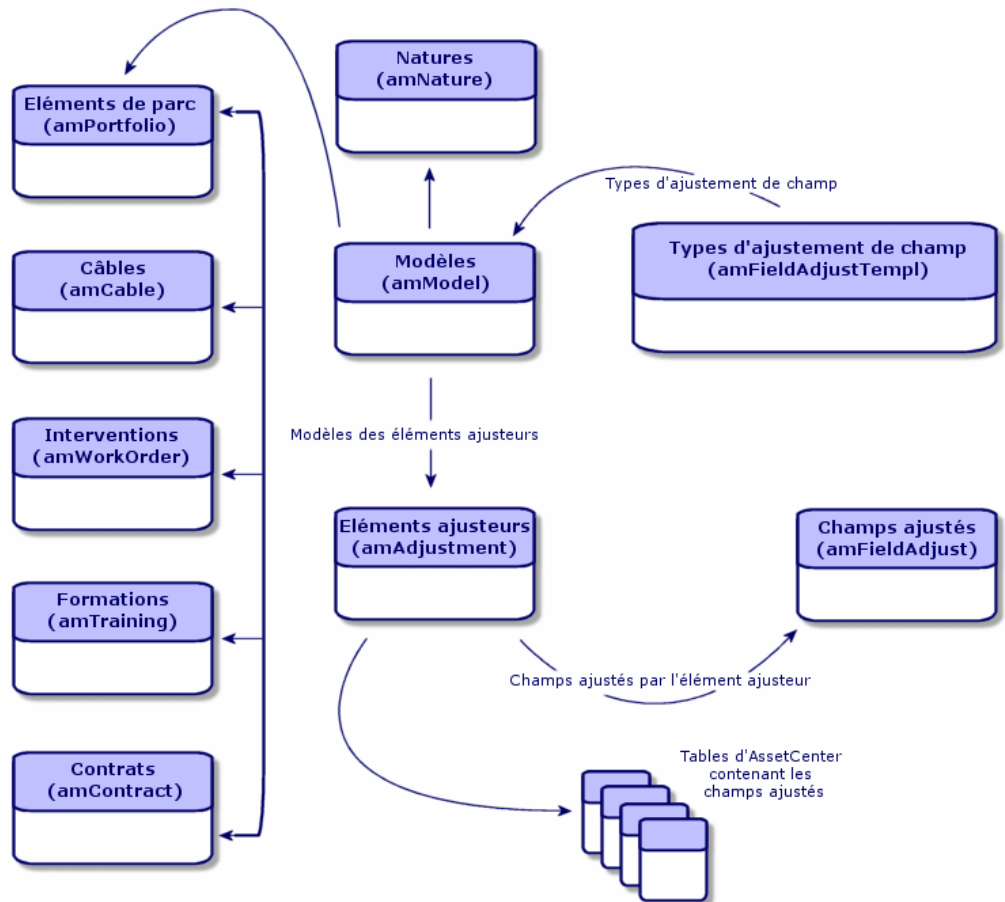 Natures
(amNature)
Eléments de parc
(amPortfolio)
Types d'ajustement de champ
Types d'ajustement de champ
(amFieldAdjustTempl)
Câbles
(amCable)
Modèles
(amModel)
Interventions
(amWorkOrder)
Modèles des éléments ajusteurs
Eléments ajusteurs
(amAdjustment)
Champs ajustés
(amFieldAdjust)
Formations
(amTraining)
Champs ajustés par l'élément ajusteur
Contrats
(amContract)
Tables d'AssetCenter
contenant les
champs ajustés